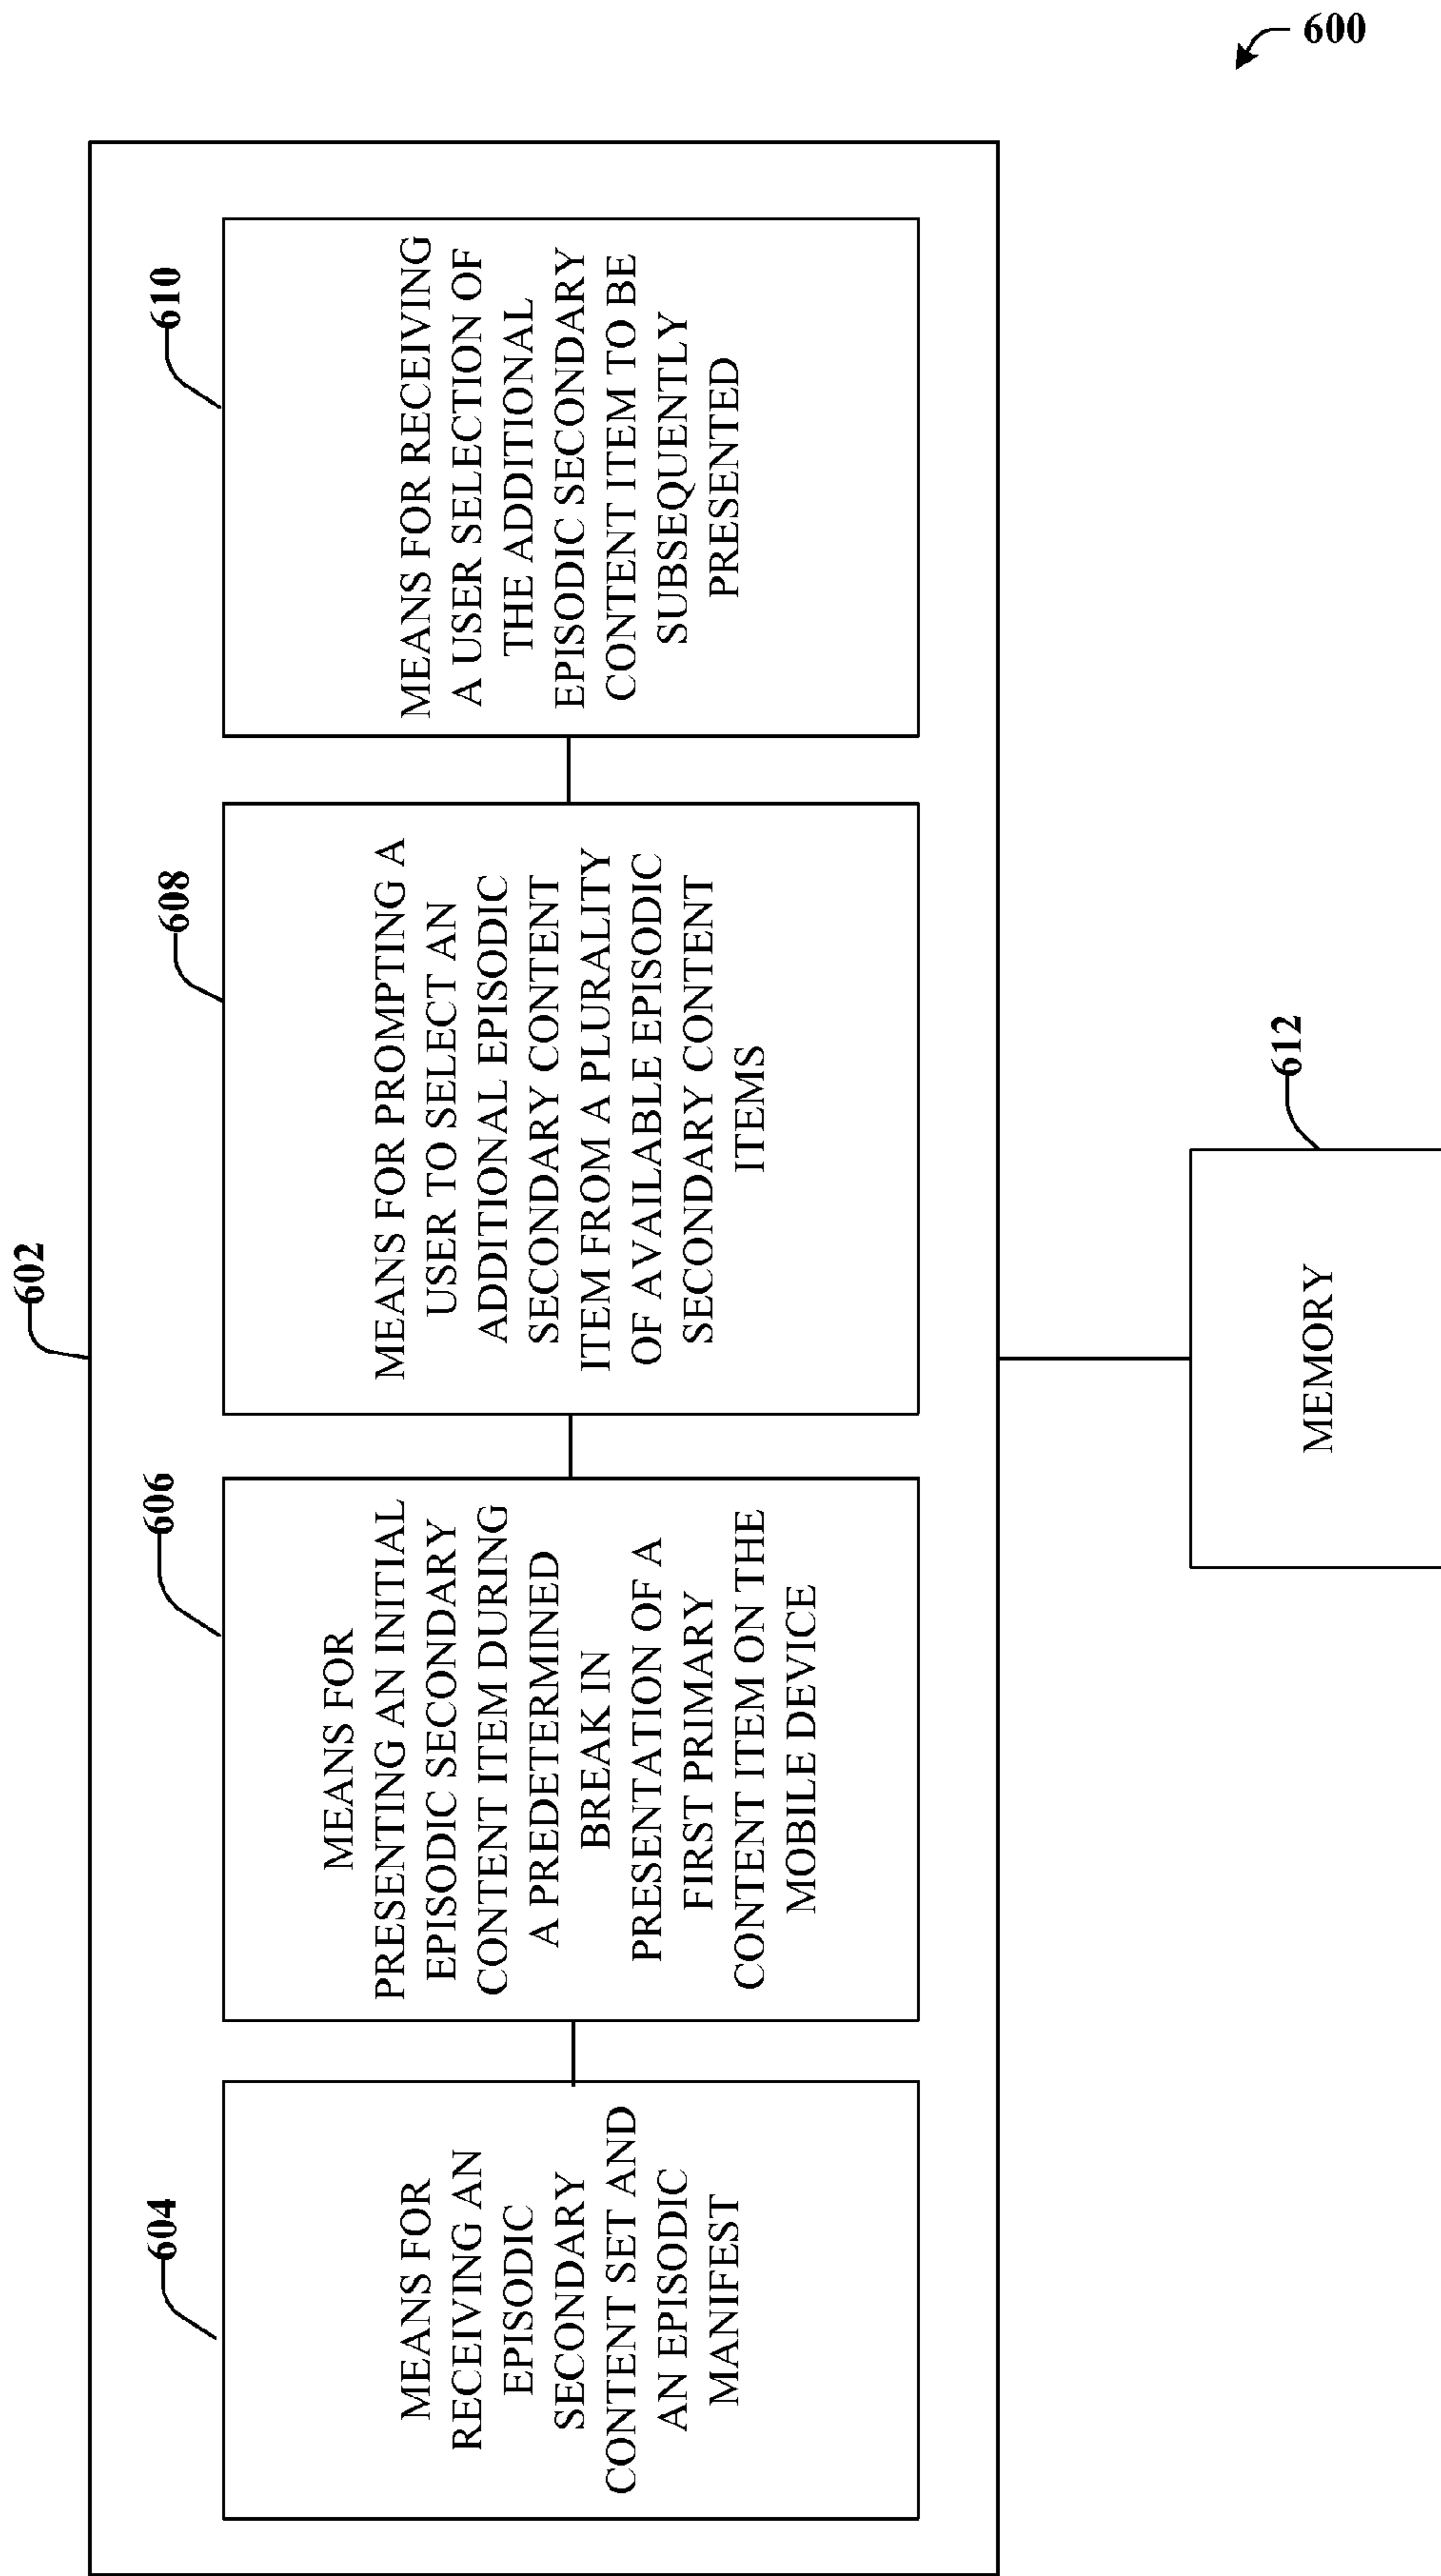 600
602
604
MEANS FOR
RECEIVING AN
EPISODIC
SECONDARY
CONTENT SET AND
AN EPISODIC
MANIFEST
606
MEANS FOR
PRESENTING AN INITIAL
EPISODIC SECONDARY
CONTENT ITEM DURING
A PREDETERMINED
BREAK IN
PRESENTATION OF A
FIRST PRIMARY
CONTENT ITEM ON THE
MOBILE DEVICE
608
MEANS FOR PROMPTING A
USER TO SELECT AN
ADDITIONAL EPISODIC
SECONDARY CONTENT
ITEM FROM A PLURALITY
OF AVAILABLE EPISODIC
SECONDARY CONTENT
ITEMS
610
MEANS FOR RECEIVING
A USER SELECTION OF
THE ADDITIONAL
EPISODIC SECONDARY
CONTENT ITEM TO BE
SUBSEQUENTLY
PRESENTED
612
MEMORY